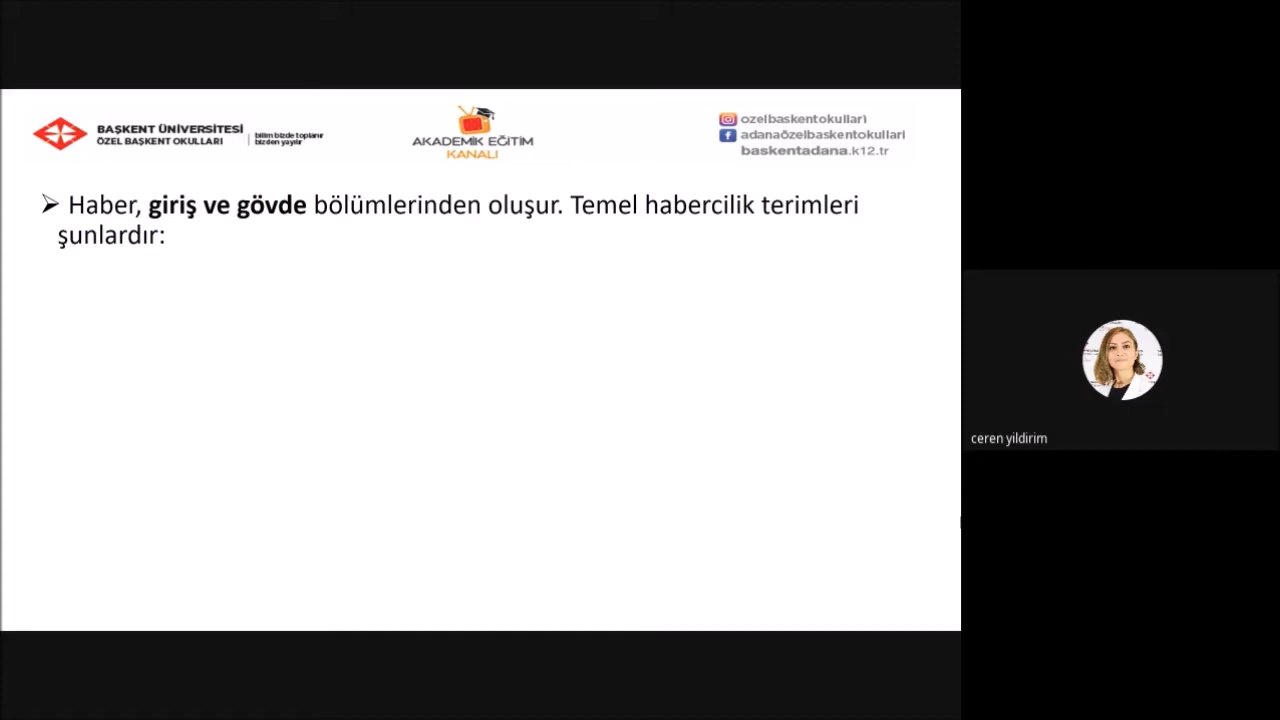 BAŞKENT ÜNİVERSİTESİ
ÖZEL BAŞKENT OKULLARI
bilim bizde toplanır
bizden yayılır
AKADEMİK EĞİTİM
KANALI
ozelbaskentokullari
adanaözelbaskentokullari
baskentadana.k12.tr
➢ Haber, giriş ve gövde bölümlerinden oluşur. Temel habercilik terimleri
şunlardır:
ceren yildirim